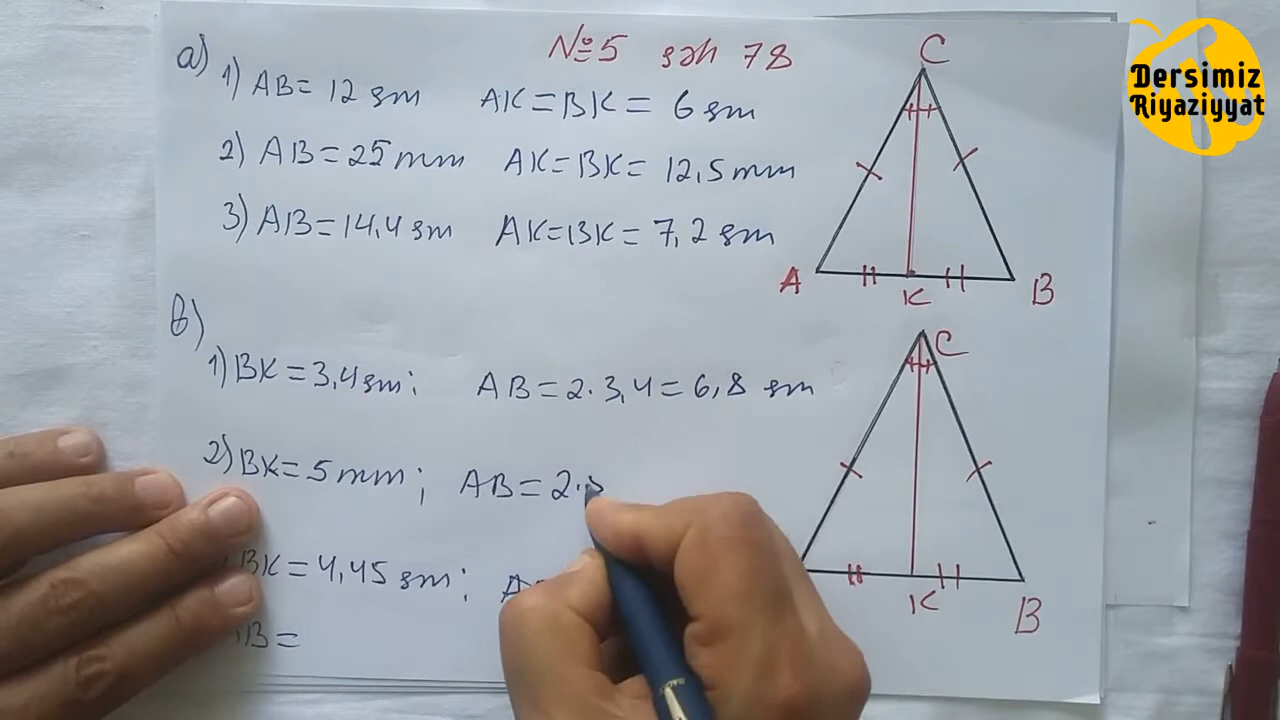 №5 səh 78
a)
1) AB = 12 sm AK = BK = 6 sm
2) AB = 25 mm AK = BK = 12,5 mm
3) AB = 14,4 sm AK = BK = 7,2 sm
b)
1) BK = 3,4 sm; AB = 2·3,4 = 6,8 sm
2) BK = 5 mm; AB = 2·
BK = 4,45 sm;
B =
C
A
K
B
C
K
B
Dersimiz
Riyaziyyat